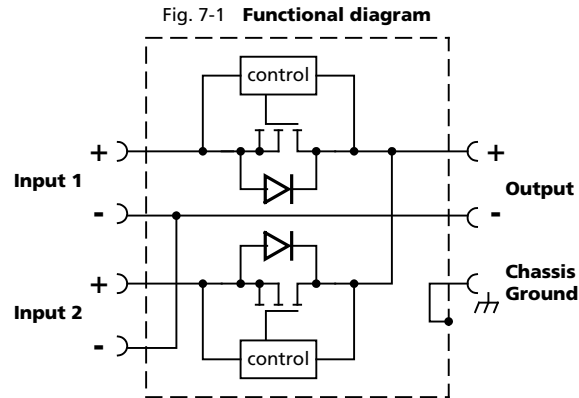 Fig. 7-1 Functional diagram
control
+ +
Input 1 Output
- -
+ Chassis
Ground
Input 2
-
control